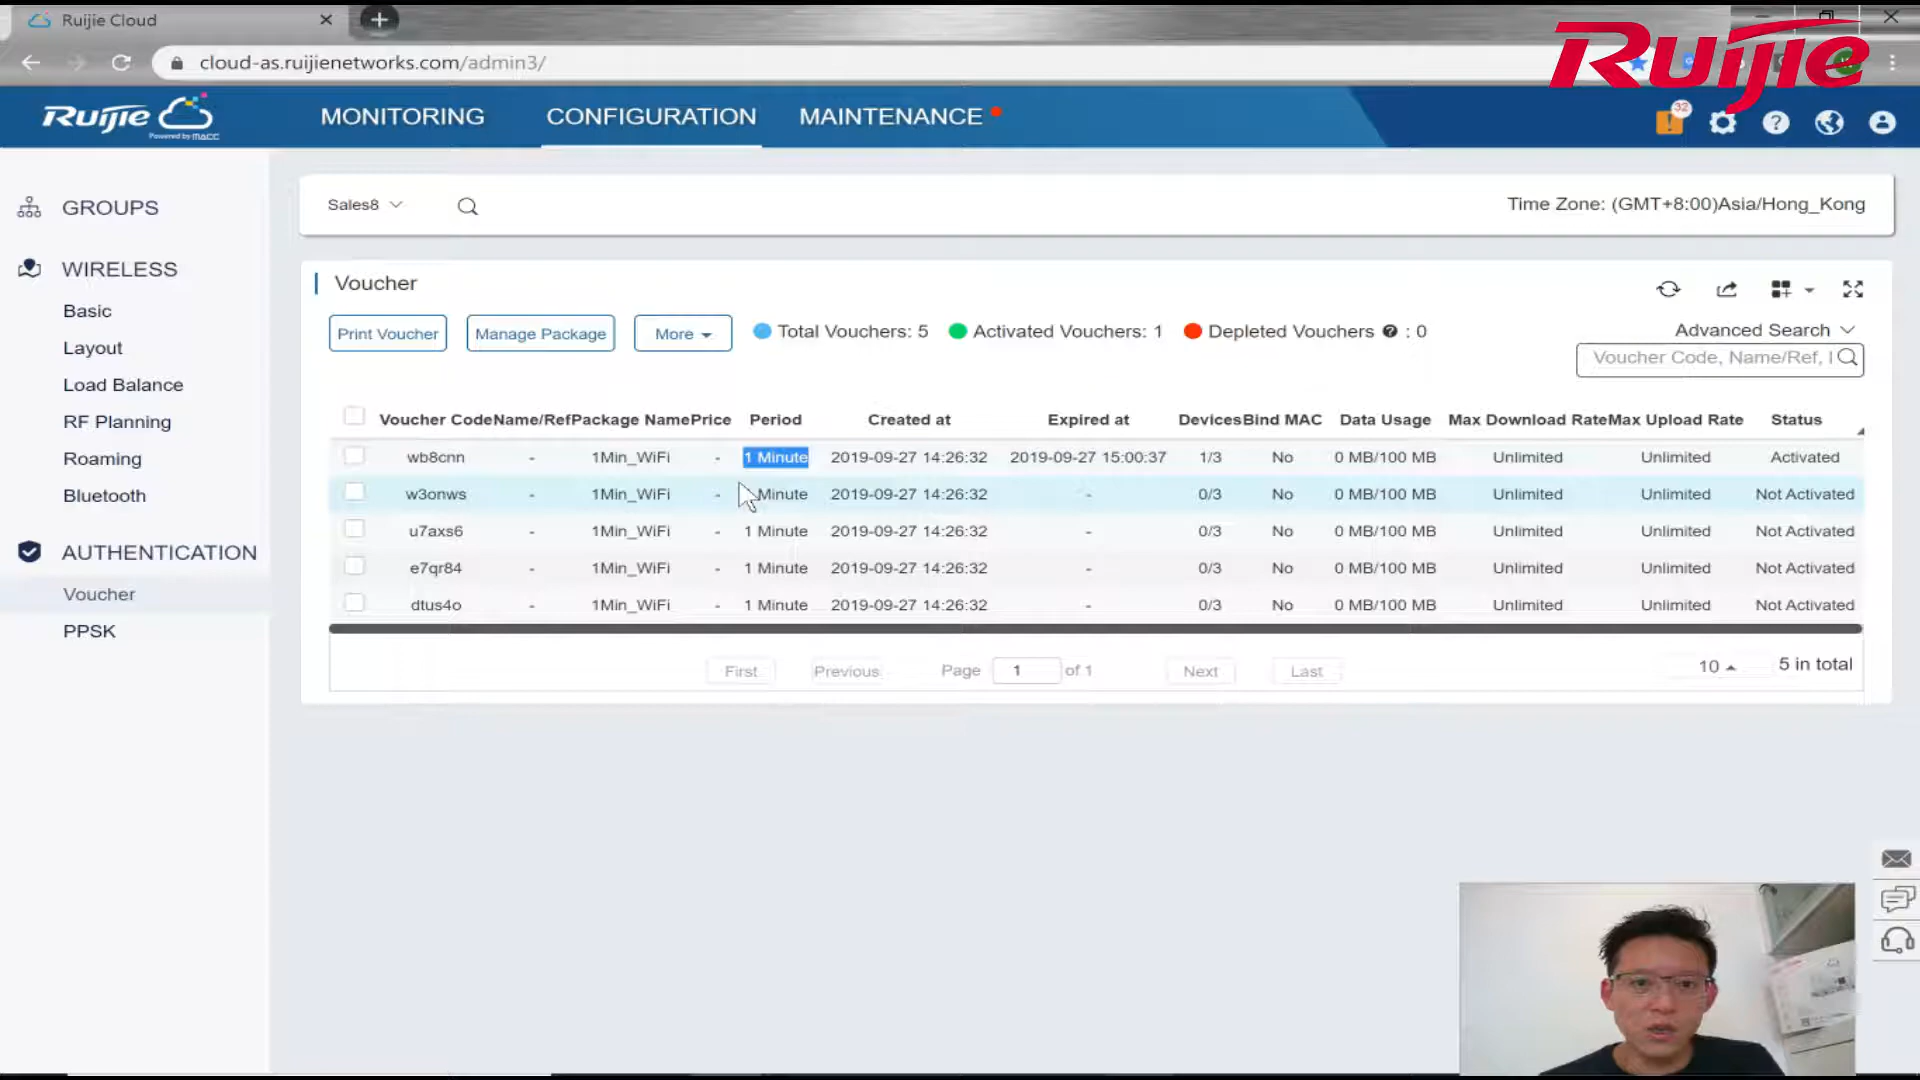 Ruijie Cloud
cloud-as.ruijienetworks.com/admin3/
Ruijie
Ruijie
Powered by MACC
MONITORING
CONFIGURATION
MAINTENANCE
32
GROUPS
WIRELESS
Basic
Layout
Load Balance
RF Planning
Roaming
Bluetooth
AUTHENTICATION
Voucher
PPSK
Sales8
Time Zone: (GMT+8:00)Asia/Hong_Kong
Voucher
Print Voucher
Manage Package
More
Total Vouchers: 5
Activated Vouchers: 1
Depleted Vouchers ? : 0
Advanced Search
Voucher Code, Name/Ref, I
Voucher Code Name/Ref Package Name Price Period Created at Expired at Devices Bind MAC Data Usage Max Download Rate Max Upload Rate Status
wb8cnn - 1Min_WiFi - 1 Minute 2019-09-27 14:26:32 2019-09-27 15:00:37 1/3 No 0 MB/100 MB Unlimited Unlimited Activated
w3onws - 1Min_WiFi - Minute 2019-09-27 14:26:32 - 0/3 No 0 MB/100 MB Unlimited Unlimited Not Activated
u7axs6 - 1Min_WiFi - 1 Minute 2019-09-27 14:26:32 - 0/3 No 0 MB/100 MB Unlimited Unlimited Not Activated
e7qr84 - 1Min_WiFi - 1 Minute 2019-09-27 14:26:32 - 0/3 No 0 MB/100 MB Unlimited Unlimited Not Activated
dtus4o - 1Min_WiFi - 1 Minute 2019-09-27 14:26:32 - 0/3 No 0 MB/100 MB Unlimited Unlimited Not Activated
First Previous Page 1 of 1 Next Last 10 5 in total